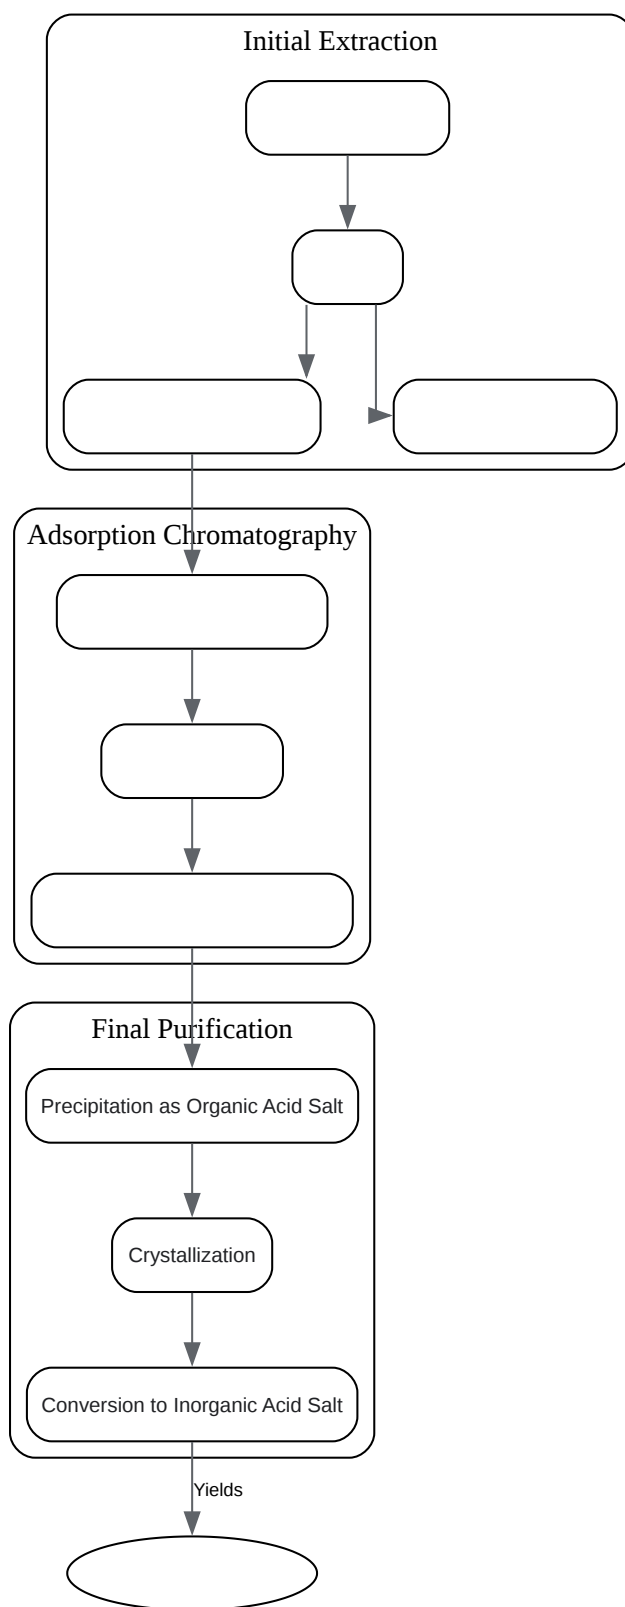 Initial Extraction
Adsorption Chromatography
Final Purification
Precipitation as Organic Acid Salt
Crystallization
Conversion to Inorganic Acid Salt
Yields